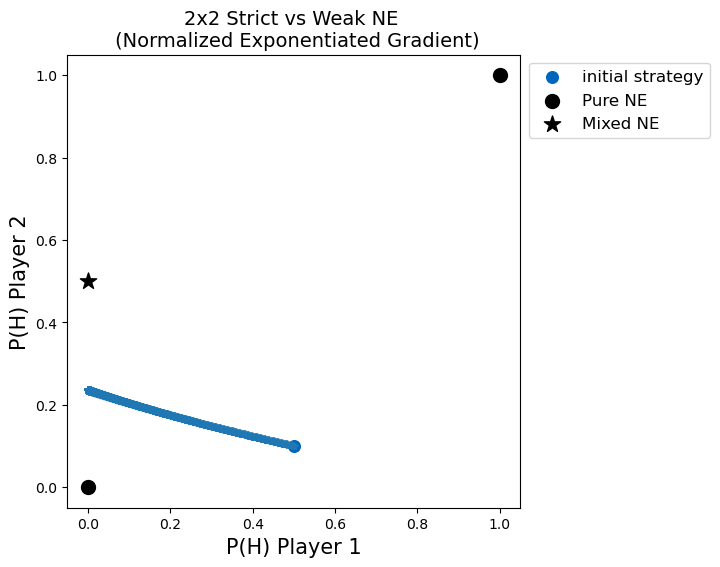 2x2 Strict vs Weak NE
(Normalized Exponentiated Gradient)
initial strategy
Pure NE
Mixed NE
P(H) Player 2
1.0
0.8
0.6
0.4
0.2
0.0
0.0 0.2 0.4 0.6 0.8 1.0
P(H) Player 1